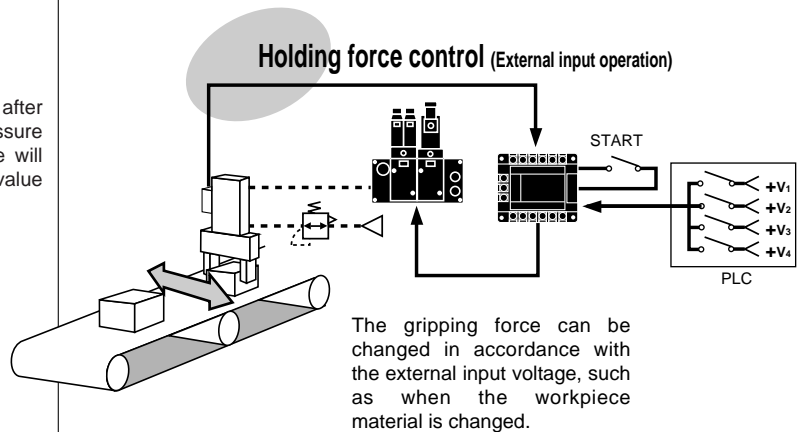 after
ssure
e will
value
Holding force control (External input operation)
START
+V1
+V2
+V3
+V4
PLC
The gripping force can be
changed in accordance with
the external input voltage, such
as when the workpiece
material is changed.